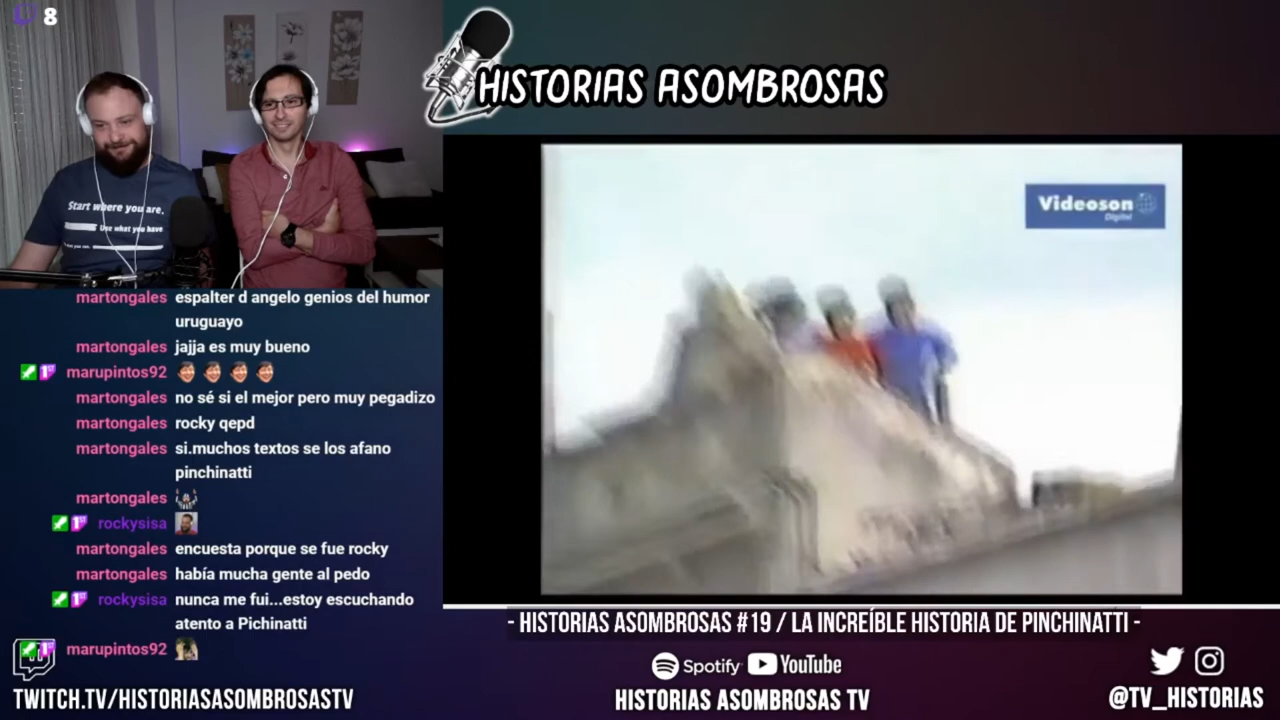 8
HISTORIAS ASOMBROSAS
Videoson
Digital
Start where you are.
Use what you have
martongales espalter d angelo genios del humor
uruguayo
martongales jajja es muy bueno
marupintos92
martongales no sé si el mejor pero muy pegadizo
martongales rocky qepd
martongales si.muchos textos se los afano
pinchinatti
martongales
rockysisa
martongales encuesta porque se fue rocky
martongales había mucha gente al pedo
rockysisa nunca me fui...estoy escuchando
atento a Pichinatti
marupintos92
- HISTORIAS ASOMBROSAS #19 / LA INCREÍBLE HISTORIA DE PINCHINATTI -
Spotify YouTube
TWITCH.TV/HISTORIASASOMBROSASTV
HISTORIAS ASOMBROSAS TV
@TV_HISTORIAS